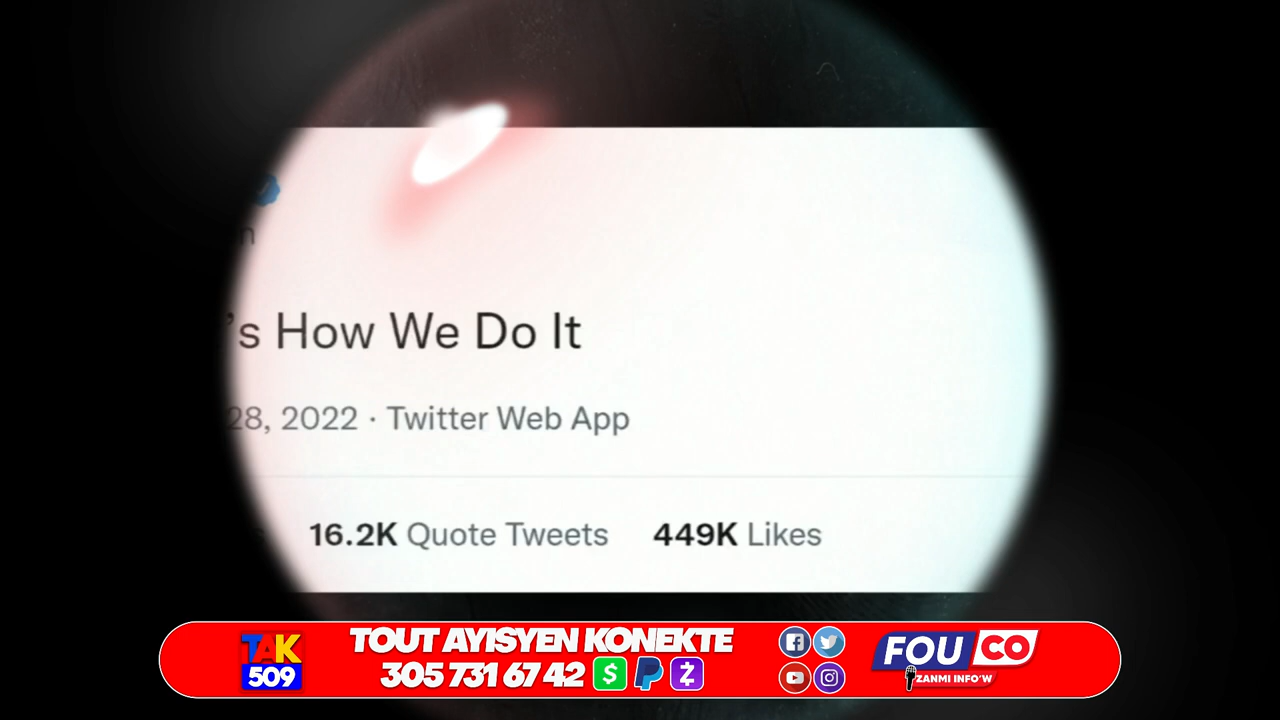 n
's How We Do It
28, 2022 · Twitter Web App
16.2K Quote Tweets 449K Likes
TAK
509
TOUT AYISYEN KONEKTE
305 731 67 42
FOU CO
ZANMI INFO'W